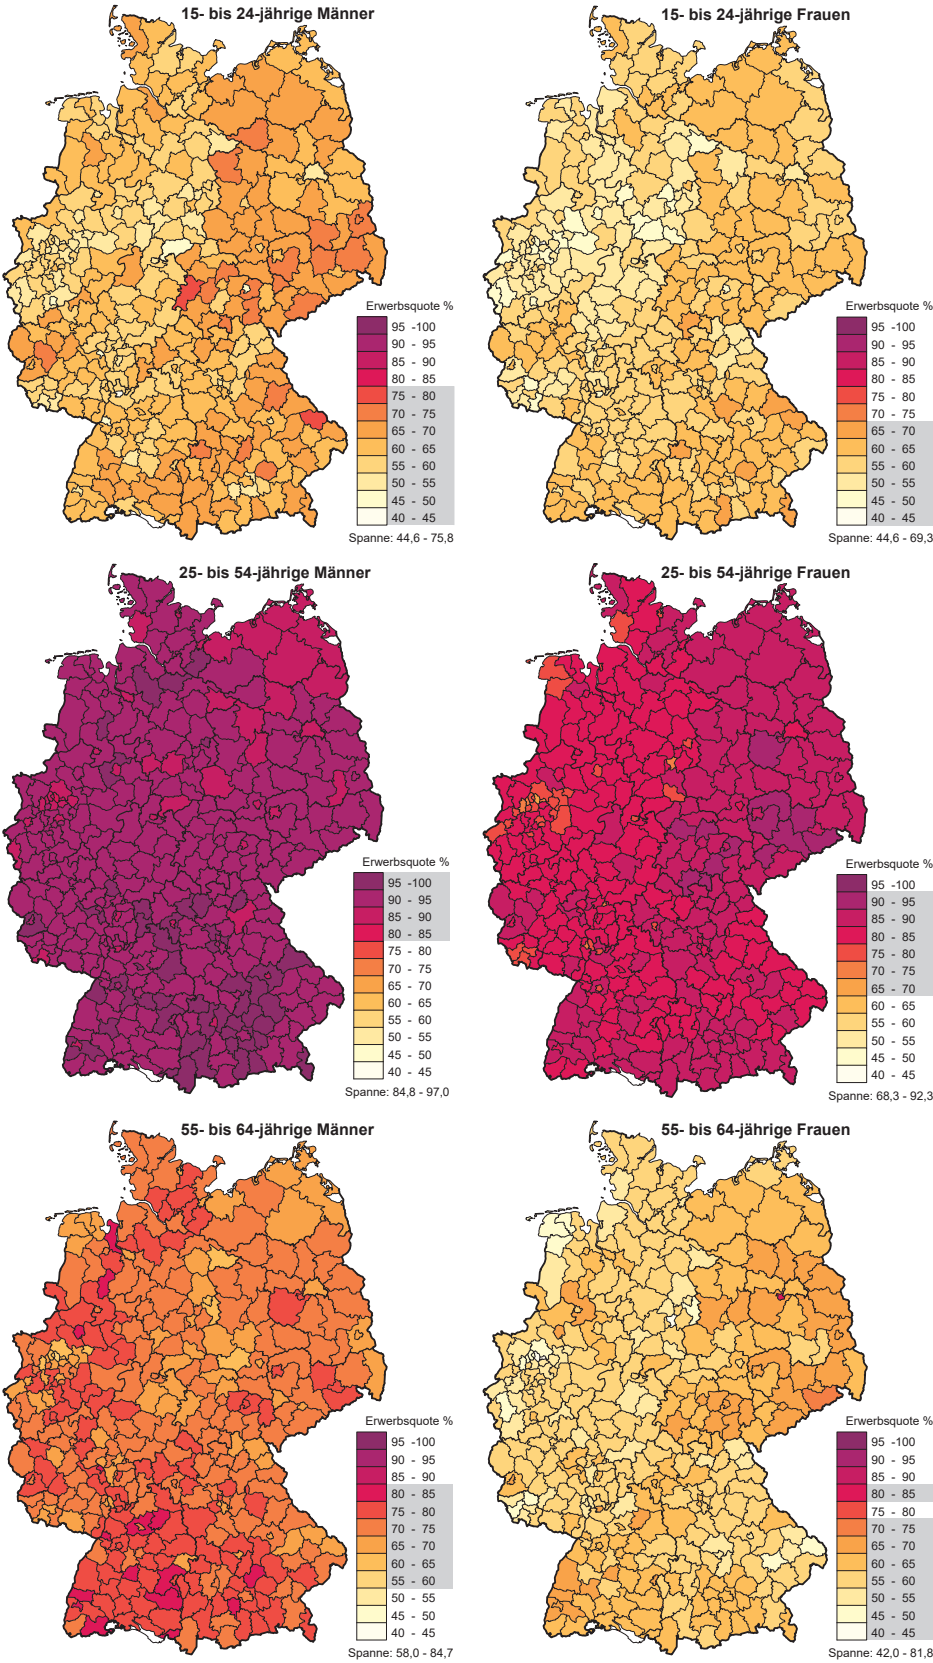 15- bis 24-jährige Männer
Erwerbsquote %
95 -100
90 - 95
85 - 90
80 - 85
75 - 80
70 - 75
65 - 70
60 - 65
55 - 60
50 - 55
45 - 50
40 - 45
Spanne: 44,6 - 75,8
15- bis 24-jährige Frauen
Erwerbsquote %
95 -100
90 - 95
85 - 90
80 - 85
75 - 80
70 - 75
65 - 70
60 - 65
55 - 60
50 - 55
45 - 50
40 - 45
Spanne: 44,6 - 69,3
25- bis 54-jährige Männer
Erwerbsquote %
95 -100
90 - 95
85 - 90
80 - 85
75 - 80
70 - 75
65 - 70
60 - 65
55 - 60
50 - 55
45 - 50
40 - 45
Spanne: 84,8 - 97,0
25- bis 54-jährige Frauen
Erwerbsquote %
95 -100
90 - 95
85 - 90
80 - 85
75 - 80
70 - 75
65 - 70
60 - 65
55 - 60
50 - 55
45 - 50
40 - 45
Spanne: 68,3 - 92,3
55- bis 64-jährige Männer
Erwerbsquote %
95 -100
90 - 95
85 - 90
80 - 85
75 - 80
70 - 75
65 - 70
60 - 65
55 - 60
50 - 55
45 - 50
40 - 45
Spanne: 58,0 - 84,7
55- bis 64-jährige Frauen
Erwerbsquote %
95 -100
90 - 95
85 - 90
80 - 85
75 - 80
70 - 75
65 - 70
60 - 65
55 - 60
50 - 55
45 - 50
40 - 45
Spanne: 42,0 - 81,8